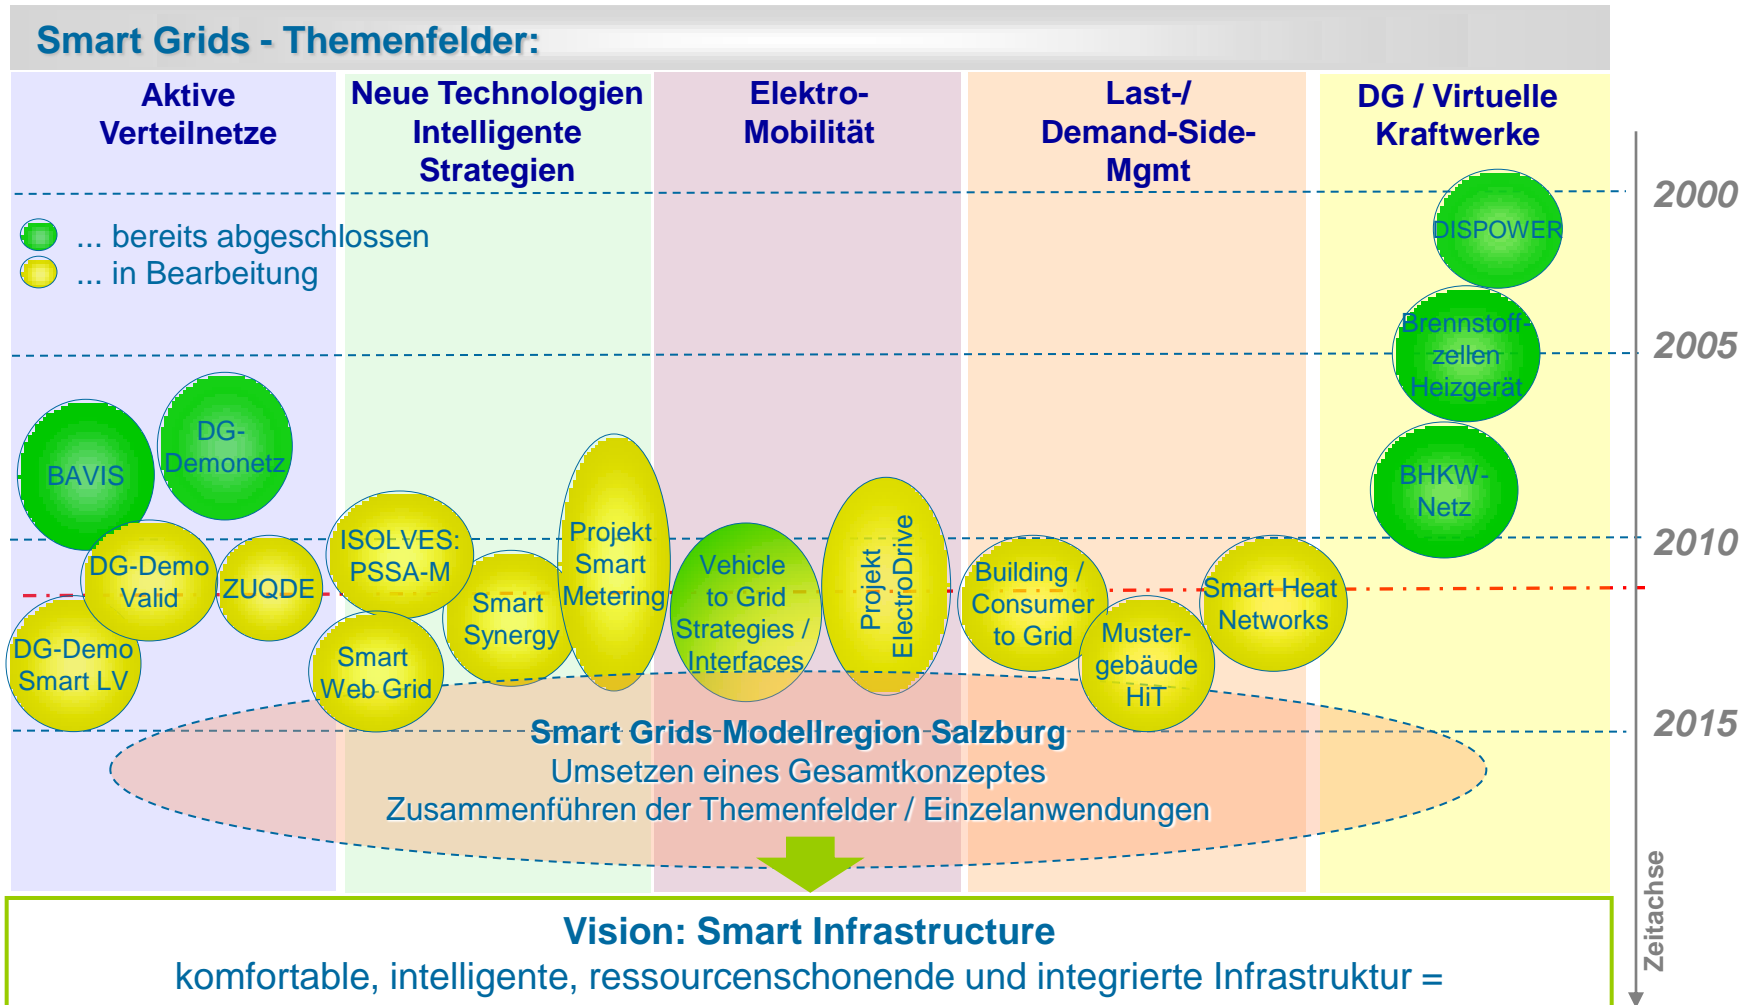 Smart Grids - Themenfelder:
Aktive
Verteilnetze
Neue Technologien
Intelligente
Strategien
Elektro-
Mobilität
Last-/
Demand-Side-
Mgmt
DG / Virtuelle
Kraftwerke
2000
... bereits abgeschlossen
... in Bearbeitung
DISPOWER
Brennstoff-
zellen
Heizgerät
2005
DG-
Demonetz
BAVIS
BHKW-
Netz
2010
DG-Demo
Valid
ZUQDE
DG-Demo
Smart LV
ISOLVES:
PSSA-M
Smart
Synergy
Smart
Web Grid
Projekt
Smart
Metering
Vehicle
to Grid
Strategies /
Interfaces
Projekt
ElectoDrive
Building /
Consumer
to Grid
Muster-
gebäude
HiT
Smart Heat
Networks
2015
Smart Grids Modellregion Salzburg
Umsetzen eines Gesamtkonzeptes
Zusammenführen der Themenfelder / Einzelanwendungen
Zeitachse
Vision: Smart Infrastructure
komfortable, intelligente, ressourcenschonende und integrierte Infrastruktur =